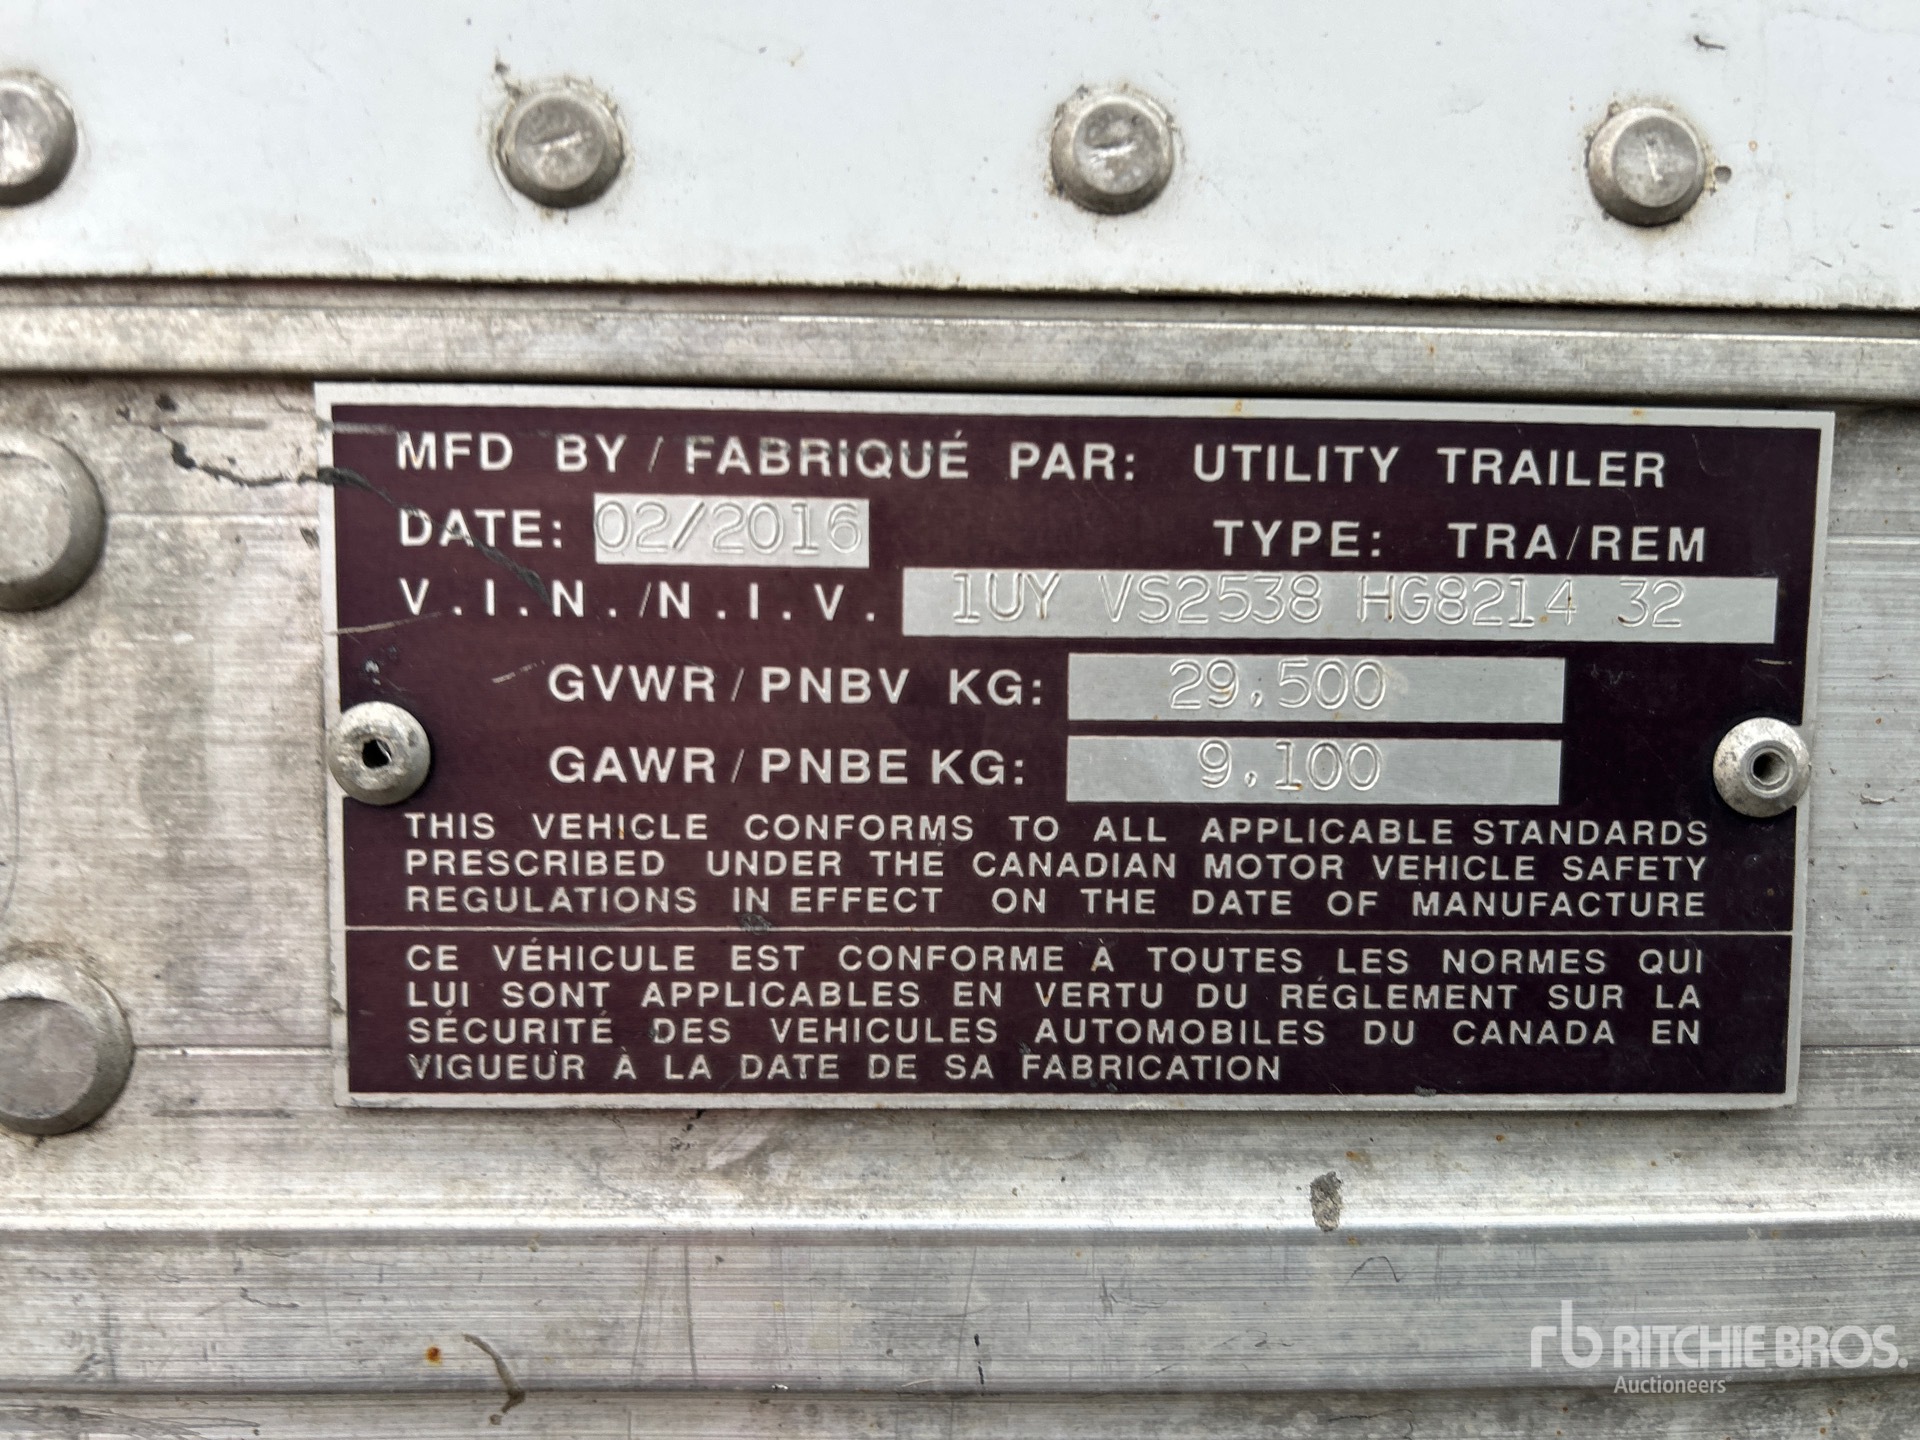 MFD BY / FABRIQUÉ PAR: UTILITY TRAILER
DATE: 02/2016 TYPE: TRA/REM
V.I.N./N.I.V. 1UY VS2538 HG8214 32
GVWR/PNBV KG: 29,500
GAWR/PNBE KG: 9,100
THIS VEHICLE CONFORMS TO ALL APPLICABLE STANDARDS
PRESCRIBED UNDER THE CANADIAN MOTOR VEHICLE SAFETY
REGULATIONS IN EFFECT ON THE DATE OF MANUFACTURE
CE VÉHICULE EST CONFORME À TOUTES LES NORMES QUI
LUI SONT APPLICABLES EN VERTU DU RÉGLEMENT SUR LA
SÉCURITÉ DES VEHICULES AUTOMOBILES DU CANADA EN
VIGUEUR À LA DATE DE SA FABRICATION
rb RITCHIE BROS.
Auctioneers